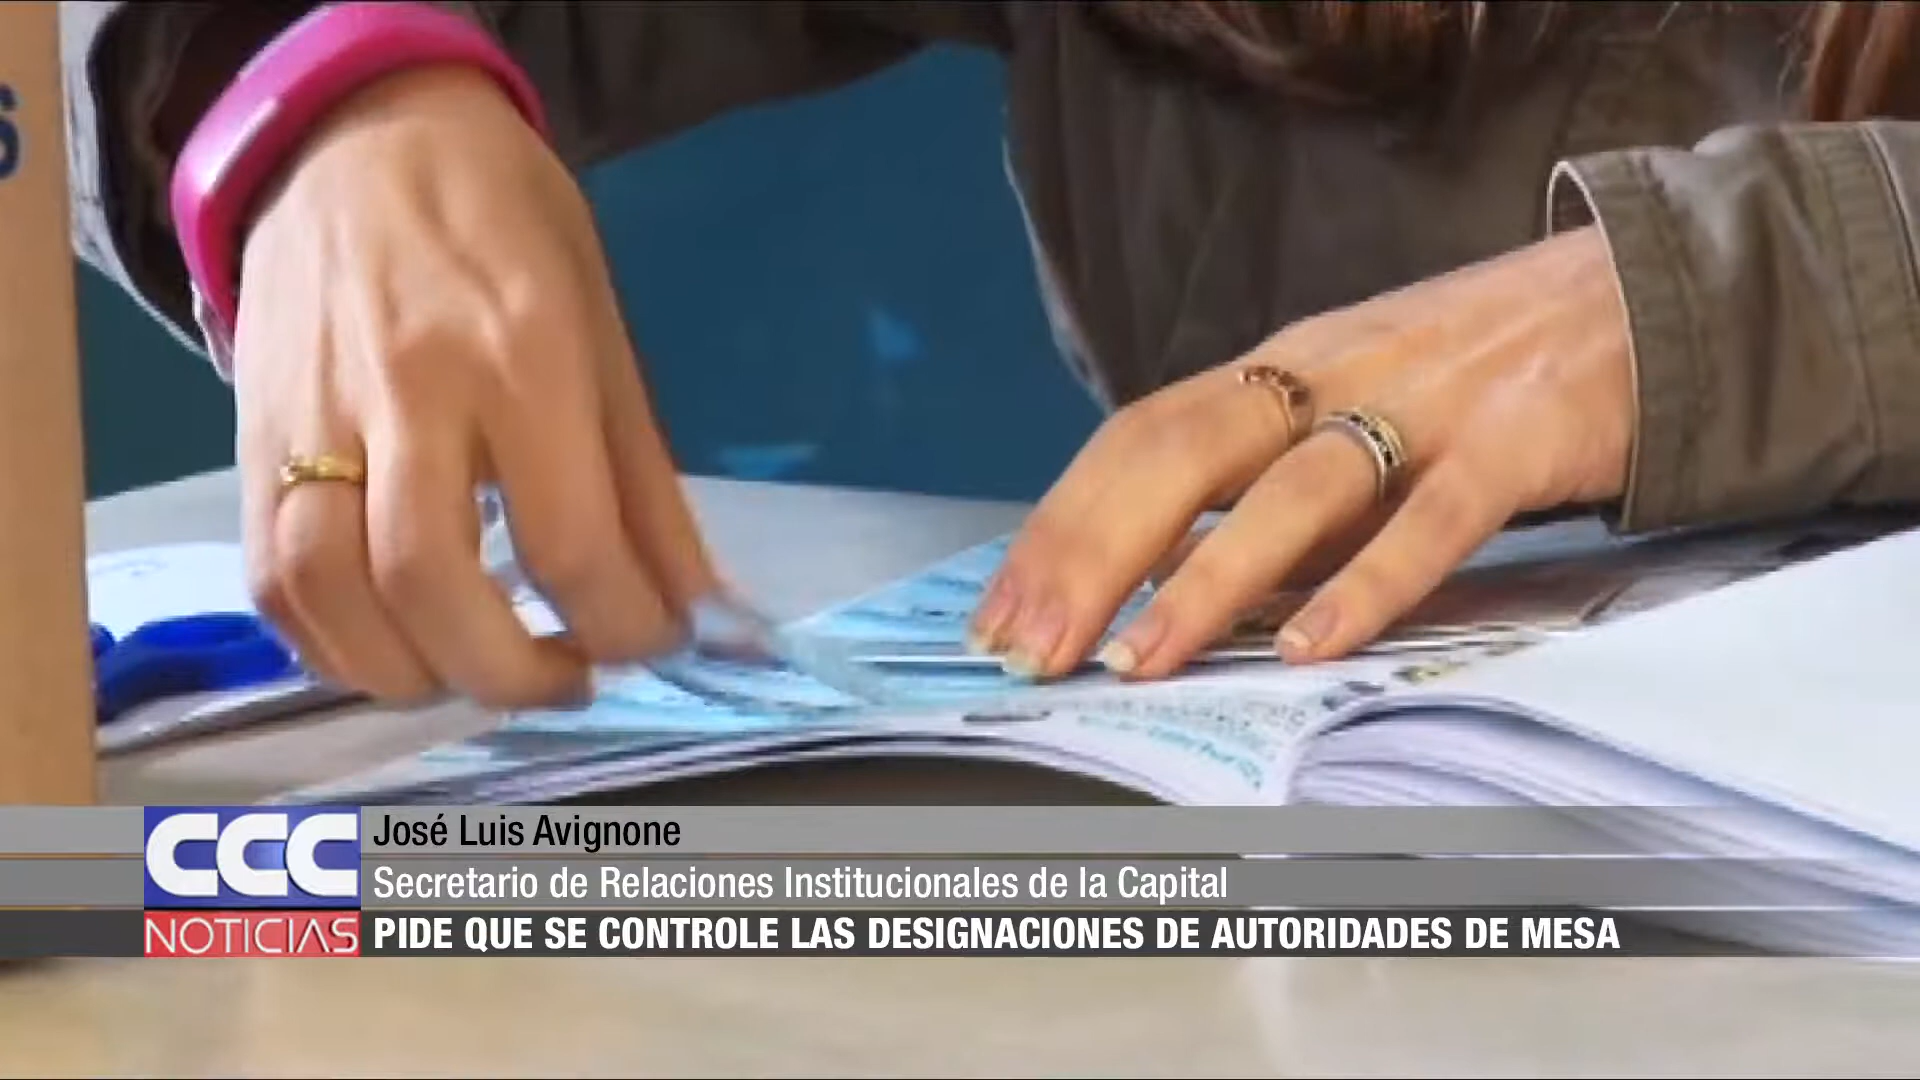 S
José Luis Avignone
CCC
Secretario de Relaciones Institucionales de la Capital
NOTICIAS
PIDE QUE SE CONTROLE LAS DESIGNACIONES DE AUTORIDADES DE MESA